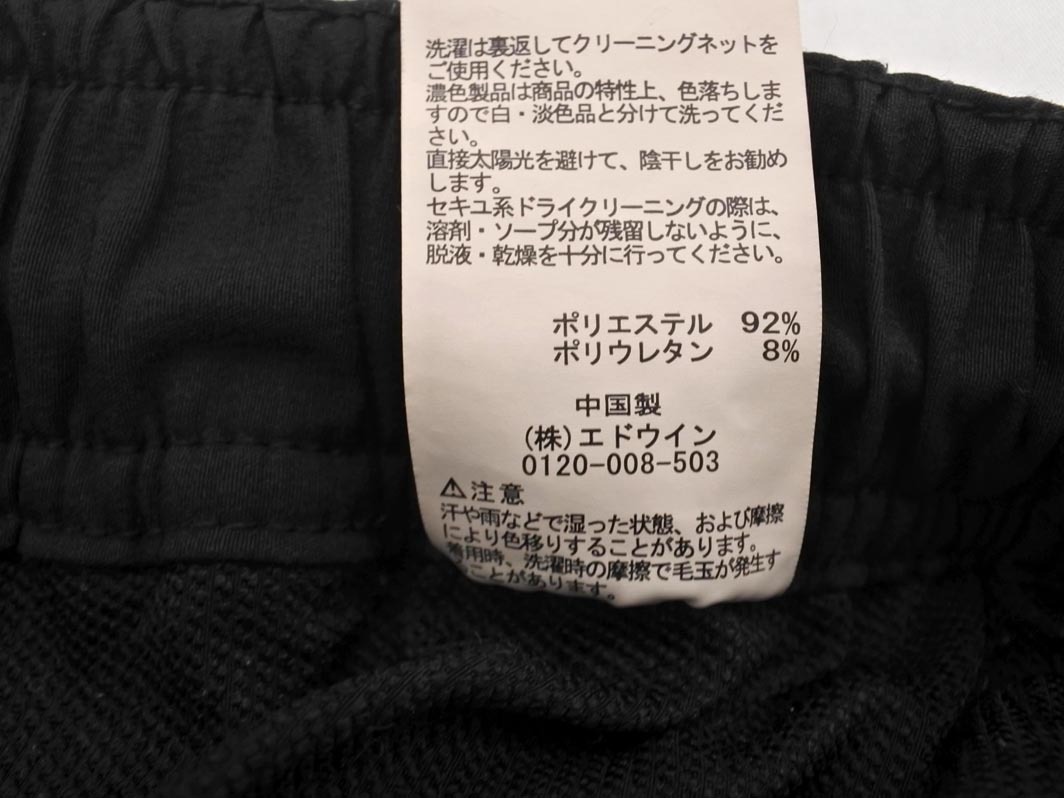 洗濯は裏返してクリーニングネットを
ご使用ください。
濃色製品は商品の特性上、色落ちしま
すので白・淡色品と分けて洗ってくだ
さい。
直接太陽光を避けて、陰干しをお勧め
します。
セキユ系ドライクリーニングの際は、
溶剤・ソープ分が残留しないように、
脱液・乾燥を十分に行ってください。
ポリエステル 92%
ポリウレタン 8%
中国製
(株)エドウイン
0120-008-503
⚠注意
汗や雨などで湿った状態、および摩擦
により色移りすることがあります。
着用時、洗濯時の摩擦で毛玉が発生す
ることがあります。